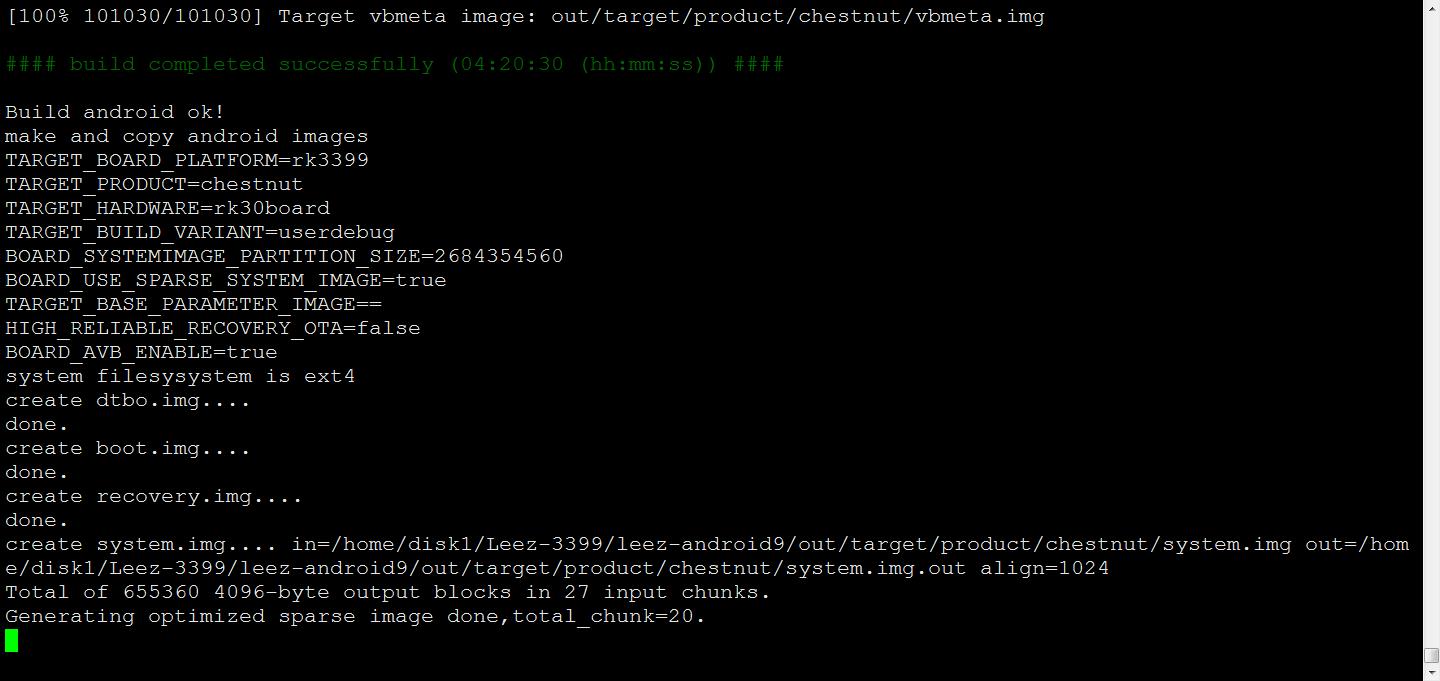 [100% 101030/101030] Target vbmeta image: out/target/product/chestnut/vbmeta.img
#### build completed successfully (04:20:30 (hh:mm:ss)) ####
Build android ok!
make and copy android images
TARGET_BOARD_PLATFORM=rk3399
TARGET_PRODUCT=chestnut
TARGET_HARDWARE=rk30board
TARGET_BUILD_VARIANT=userdebug
BOARD_SYSTEMIMAGE_PARTITION_SIZE=2684354560
BOARD_USE_SPARSE_SYSTEM_IMAGE=true
TARGET_BASE_PARAMETER_IMAGE==
HIGH_RELIABLE_RECOVERY_OTA=false
BOARD_AVB_ENABLE=true
system filesysystem is ext4
create dtbo.img....
done.
create boot.img....
done.
create recovery.img....
done.
create system.img.... in=/home/disk1/Leez-3399/leez-android9/out/target/product/chestnut/system.img out=/hom
e/disk1/Leez-3399/leez-android9/out/target/product/chestnut/system.img.out align=1024
Total of 655360 4096-byte output blocks in 27 input chunks.
Generating optimized sparse image done,total_chunk=20.